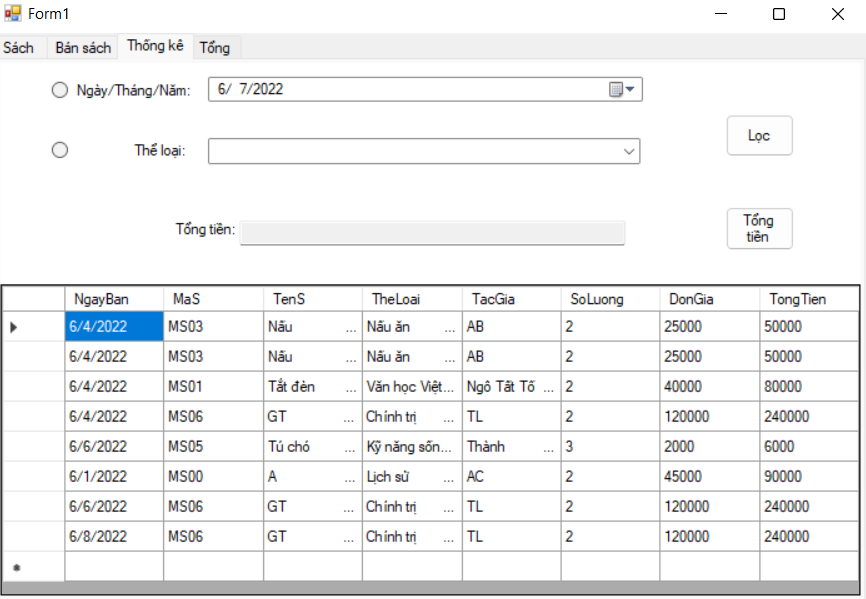 Form1
Sách Bán sách Thống kê Tổng
Ngày/Tháng/Năm: 6/ 7/2022
Lọc
Thể loại:
Tổng tiền:
Tổng
tiền
NgayBan MaS TenS TheLoai TacGia SoLuong DonGia TongTien
6/4/2022 MS03 Nấu ... Nấu ăn ... AB 2 25000 50000
6/4/2022 MS03 Nấu ... Nấu ăn ... AB 2 25000 50000
6/4/2022 MS01 Tắt đèn ... Văn học Việt... Ngô Tất Tố ... 2 40000 80000
6/4/2022 MS06 GT ... Chính trị ... TL 2 120000 240000
6/6/2022 MS05 Tú chó ... Kỹ năng sốn... Thành ... 3 2000 6000
6/1/2022 MS00 A ... Lịch sử ... AC 2 45000 90000
6/6/2022 MS06 GT ... Chính trị ... TL 2 120000 240000
6/8/2022 MS06 GT ... Chính trị ... TL 2 120000 240000